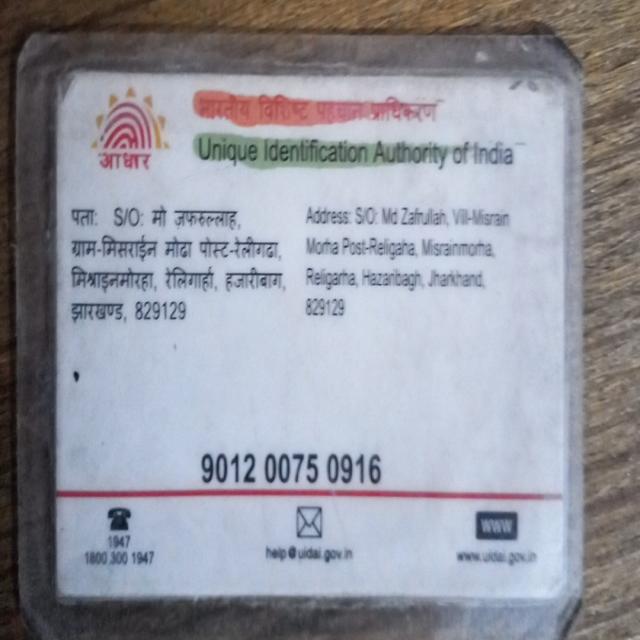 भारतीय विशिष्ट पहचान प्राधिकरण
आधार
Unique Identification Authority of India
पता: S/O: मो ज़फरुल्लाह,
ग्राम-मिसराईन मोढा पोस्ट-रेलीगढा,
मिश्राइनमोरहा, रेलिगार्हा, हजारीबाग,
झारखण्ड, 829129
Address: S/O: Md Zafrullah, Vill-Misrain
Morha Post-Religaha, Misrainmorha,
Religarha, Hazaribagh, Jharkhand,
829129
9012 0075 0916
1947
1800 300 1947
help@uidai.gov.in
www
www.uidai.gov.in